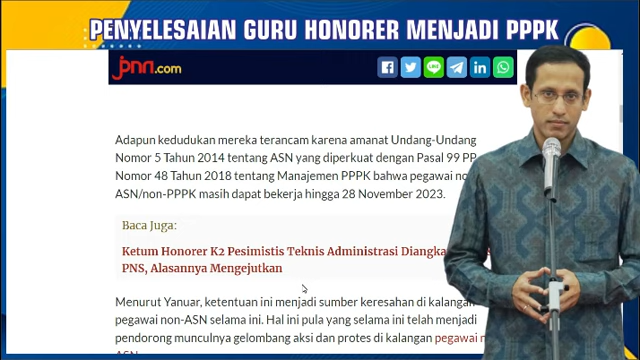 PENYELESAIAN GURU HONORER MENJADI PPPK
jpnn.com
LINE
in
Adapun kedudukan mereka terancam karena amanat Undang-Undang
Nomor 5 Tahun 2014 tentang ASN yang diperkuat dengan Pasal 99 PP
Nomor 48 Tahun 2018 tentang Manajemen PPPK bahwa pegawai no
ASN/non-PPPK masih dapat bekerja hingga 28 November 2023.
Baca Juga:
Ketum Honorer K2 Pesimistis Teknis Administrasi Diangka
PNS, Alasannya Mengejutkan
Menurut Yanuar, ketentuan ini menjadi sumber keresahan di kalangan
pegawai non-ASN selama ini. Hal ini pula yang selama ini telah menjadi
pendorong munculnya gelombang aksi dan protes di kalangan pegawai n
ASN